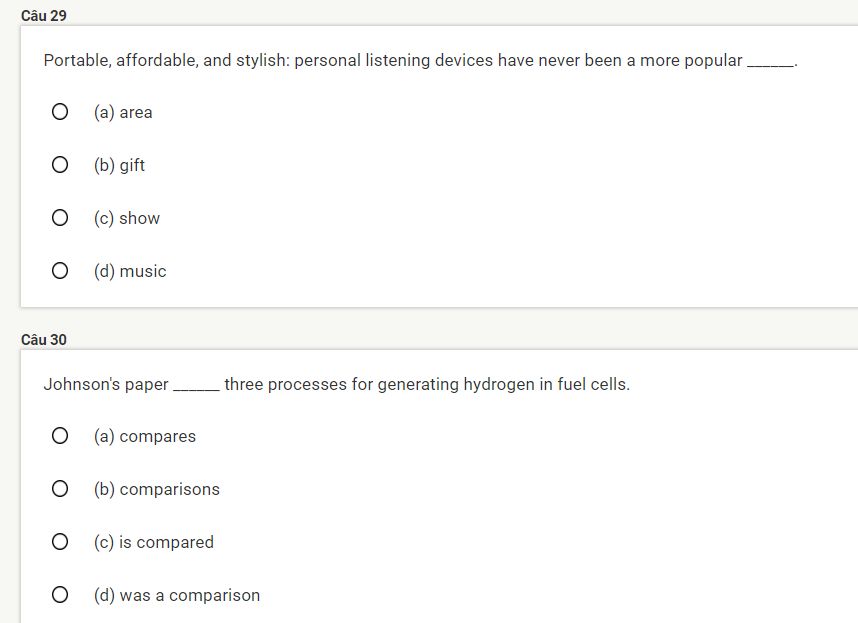 Câu 29
Portable, affordable, and stylish: personal listening devices have never been a more popular ______.
(a) area
(b) gift
(c) show
(d) music
Câu 30
Johnson's paper ______ three processes for generating hydrogen in fuel cells.
(a) compares
(b) comparisons
(c) is compared
(d) was a comparison